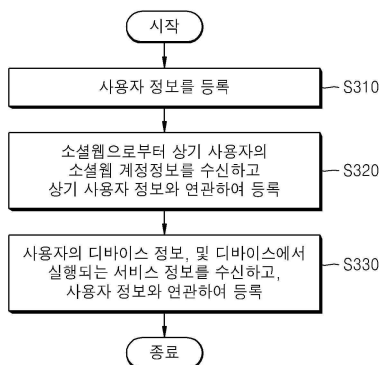 시작
사용자 정보를 등록
S310
소셜웹으로부터 상기 사용자의
소셜웹 계정정보를 수신하고
상기 사용자 정보와 연관하여 등록
S320
사용자의 디바이스 정보, 및 디바이스에서
실행되는 서비스 정보를 수신하고,
사용자 정보와 연관하여 등록
S330
종료